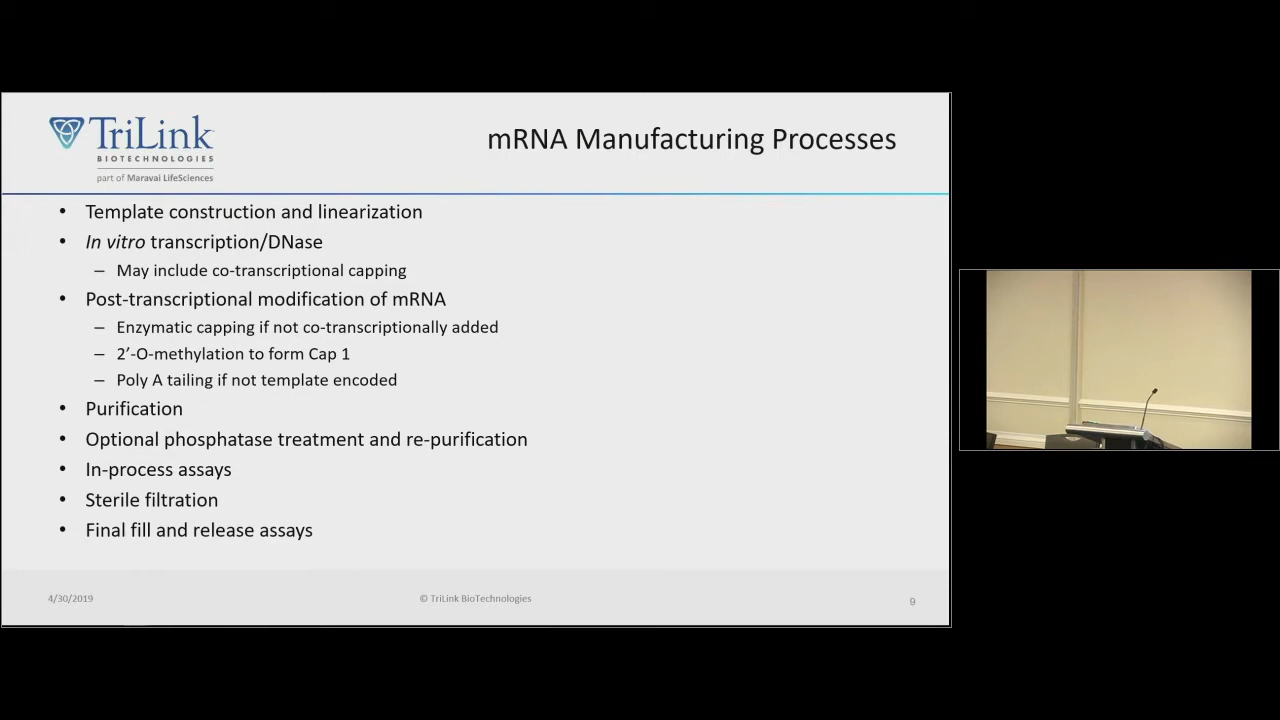 TriLink
BIOTECHNOLOGIES
part of Maravai LifeSciences
mRNA Manufacturing Processes
• Template construction and linearization
• In vitro transcription/DNase
– May include co-transcriptional capping
• Post-transcriptional modification of mRNA
– Enzymatic capping if not co-transcriptionally added
– 2’-O-methylation to form Cap 1
– Poly A tailing if not template encoded
• Purification
• Optional phosphatase treatment and re-purification
• In-process assays
• Sterile filtration
• Final fill and release assays
4/30/2019
© TriLink BioTechnologies
9